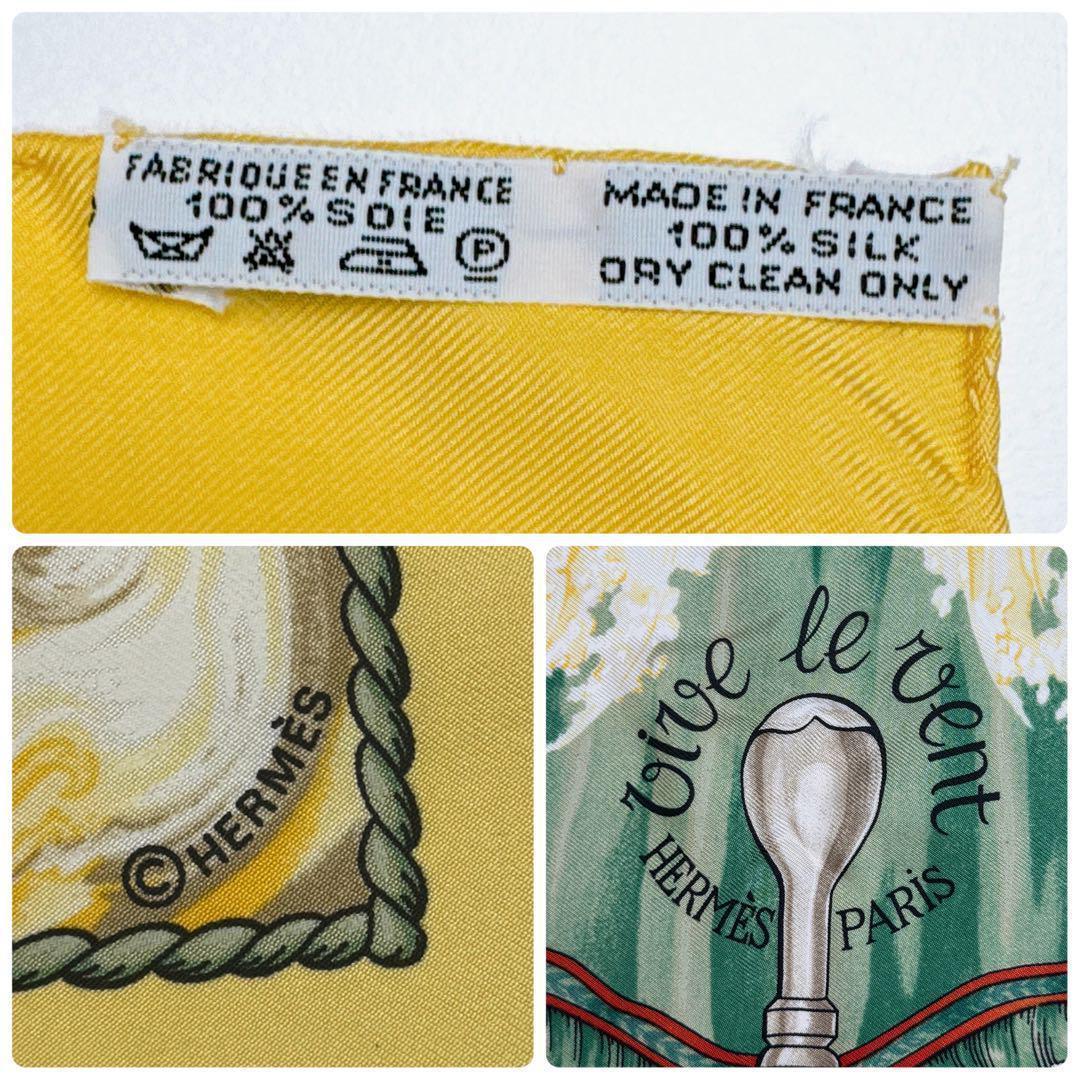 FABRIQUE EN FRANCE
100% SOIE
P
MADE IN FRANCE
100% SILK
DRY CLEAN ONLY
©HERMÈS
vive le vent
HERMÈS PARIS